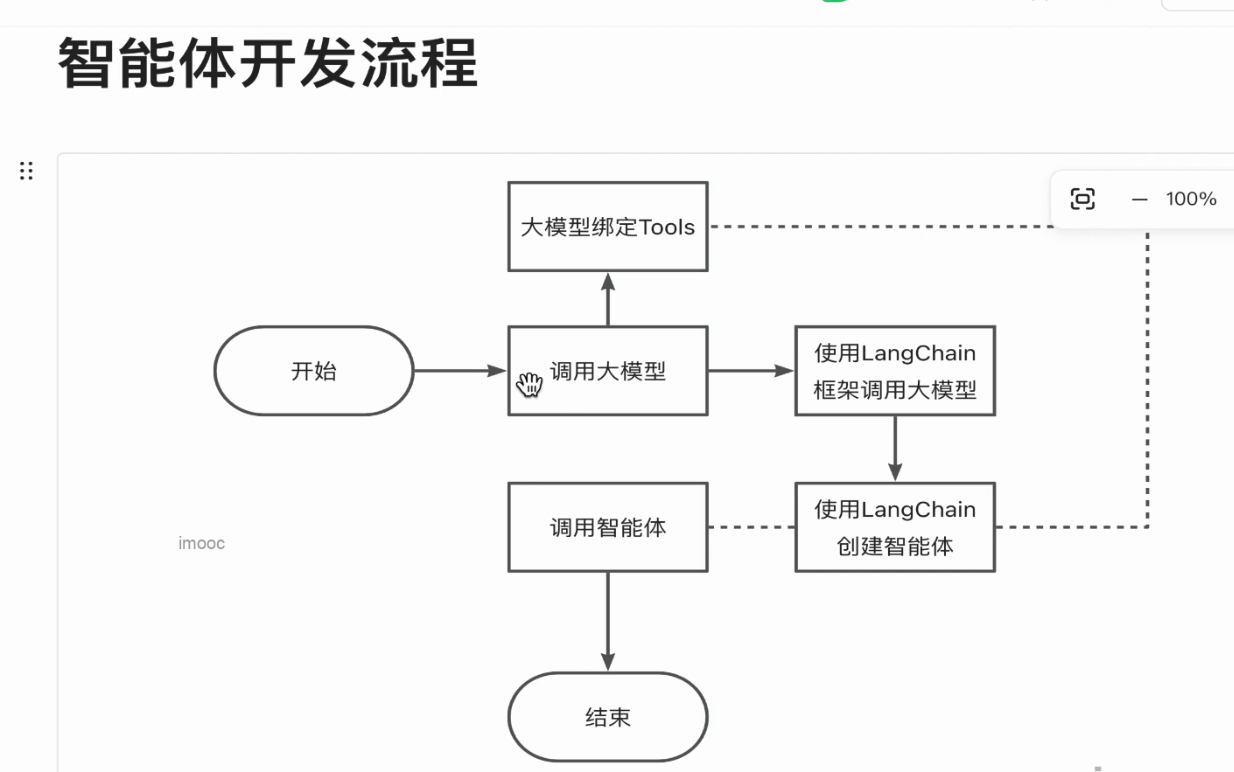 智能体开发流程
100%
大模型绑定Tools
开始
调用大模型
使用LangChain
框架调用大模型
调用智能体
使用LangChain
创建智能体
imooc
结束